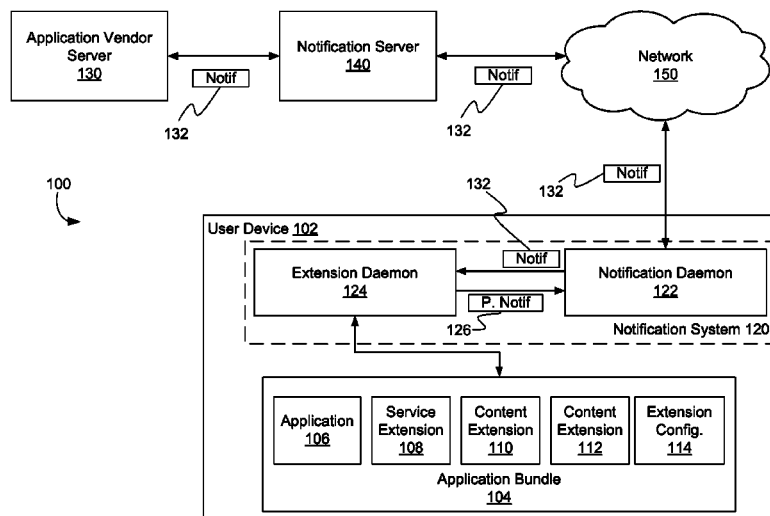 Application Vendor
Server
130
Notification Server
140
Network
150
Notif
132
Notif
132
Notif
132
100
132
User Device 102
Extension Daemon
124
Notif
P. Notif
126
Notification Daemon
122
Notification System 120
Application
106
Service
Extension
108
Content
Extension
110
Content
Extension
112
Extension
Config.
114
Application Bundle
104